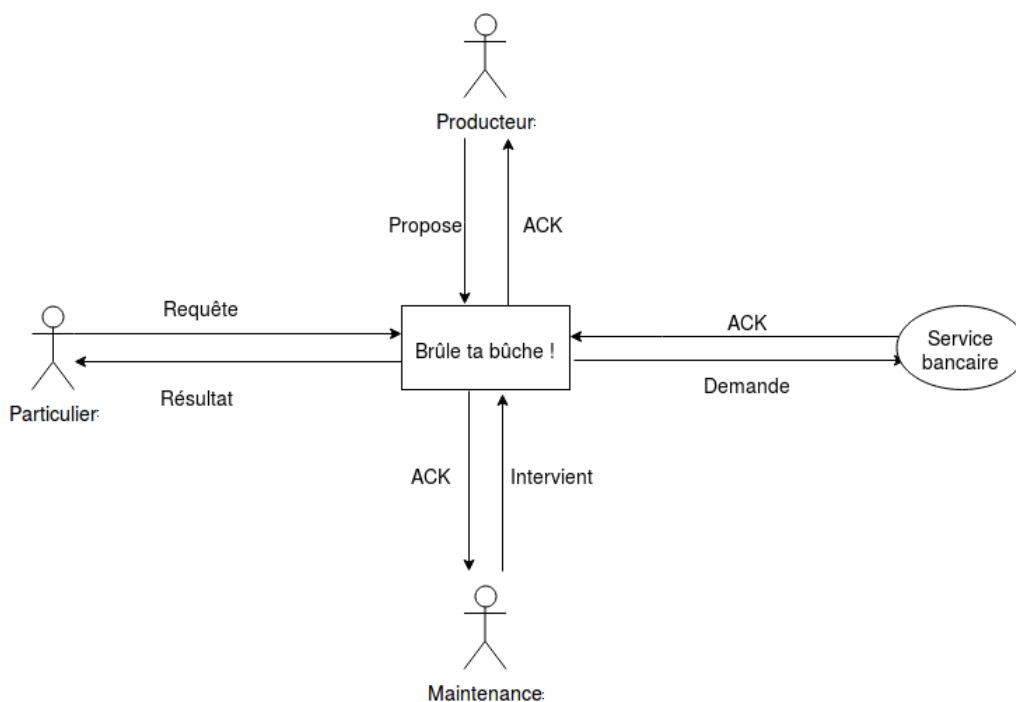 Producteur:
Propose
ACK
Requête
ACK
Brûle ta bûche !
Service
bancaire
Résultat
Demande
Particulier:
ACK
Intervient
Maintenance: